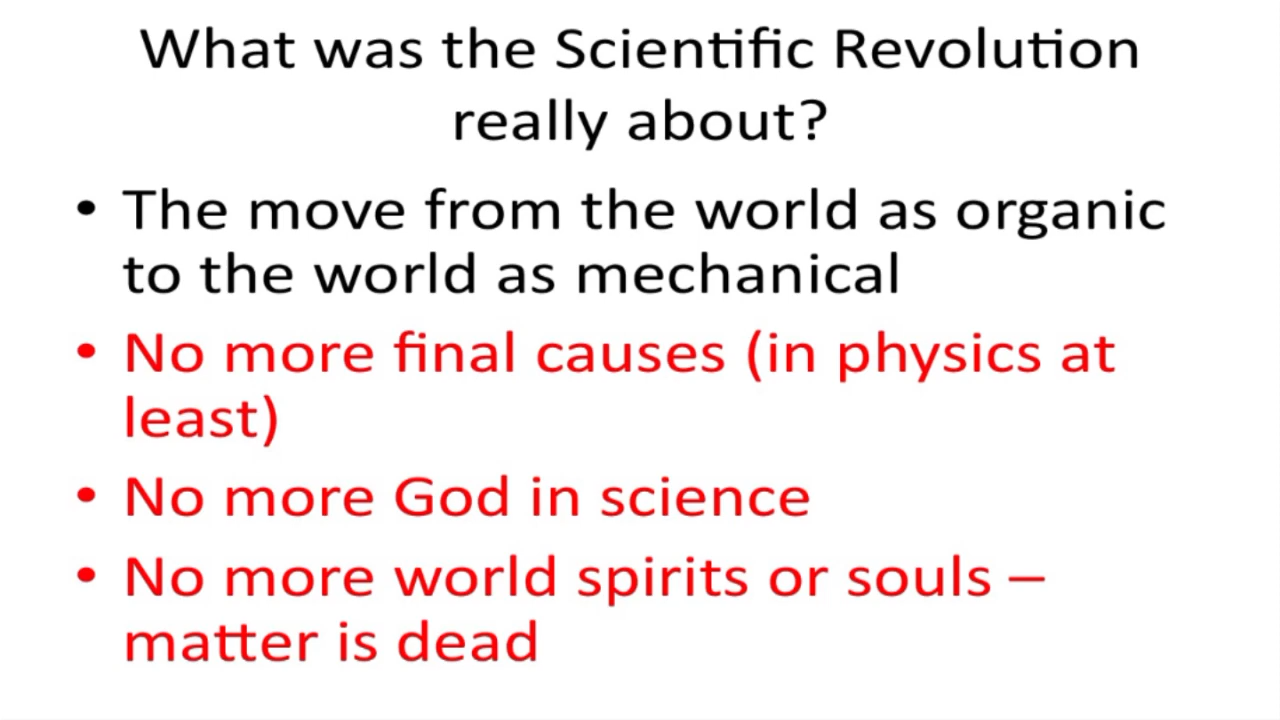 What was the Scientific Revolution
really about?
• The move from the world as organic
to the world as mechanical
• No more final causes (in physics at
least)
• No more God in science
• No more world spirits or souls –
matter is dead